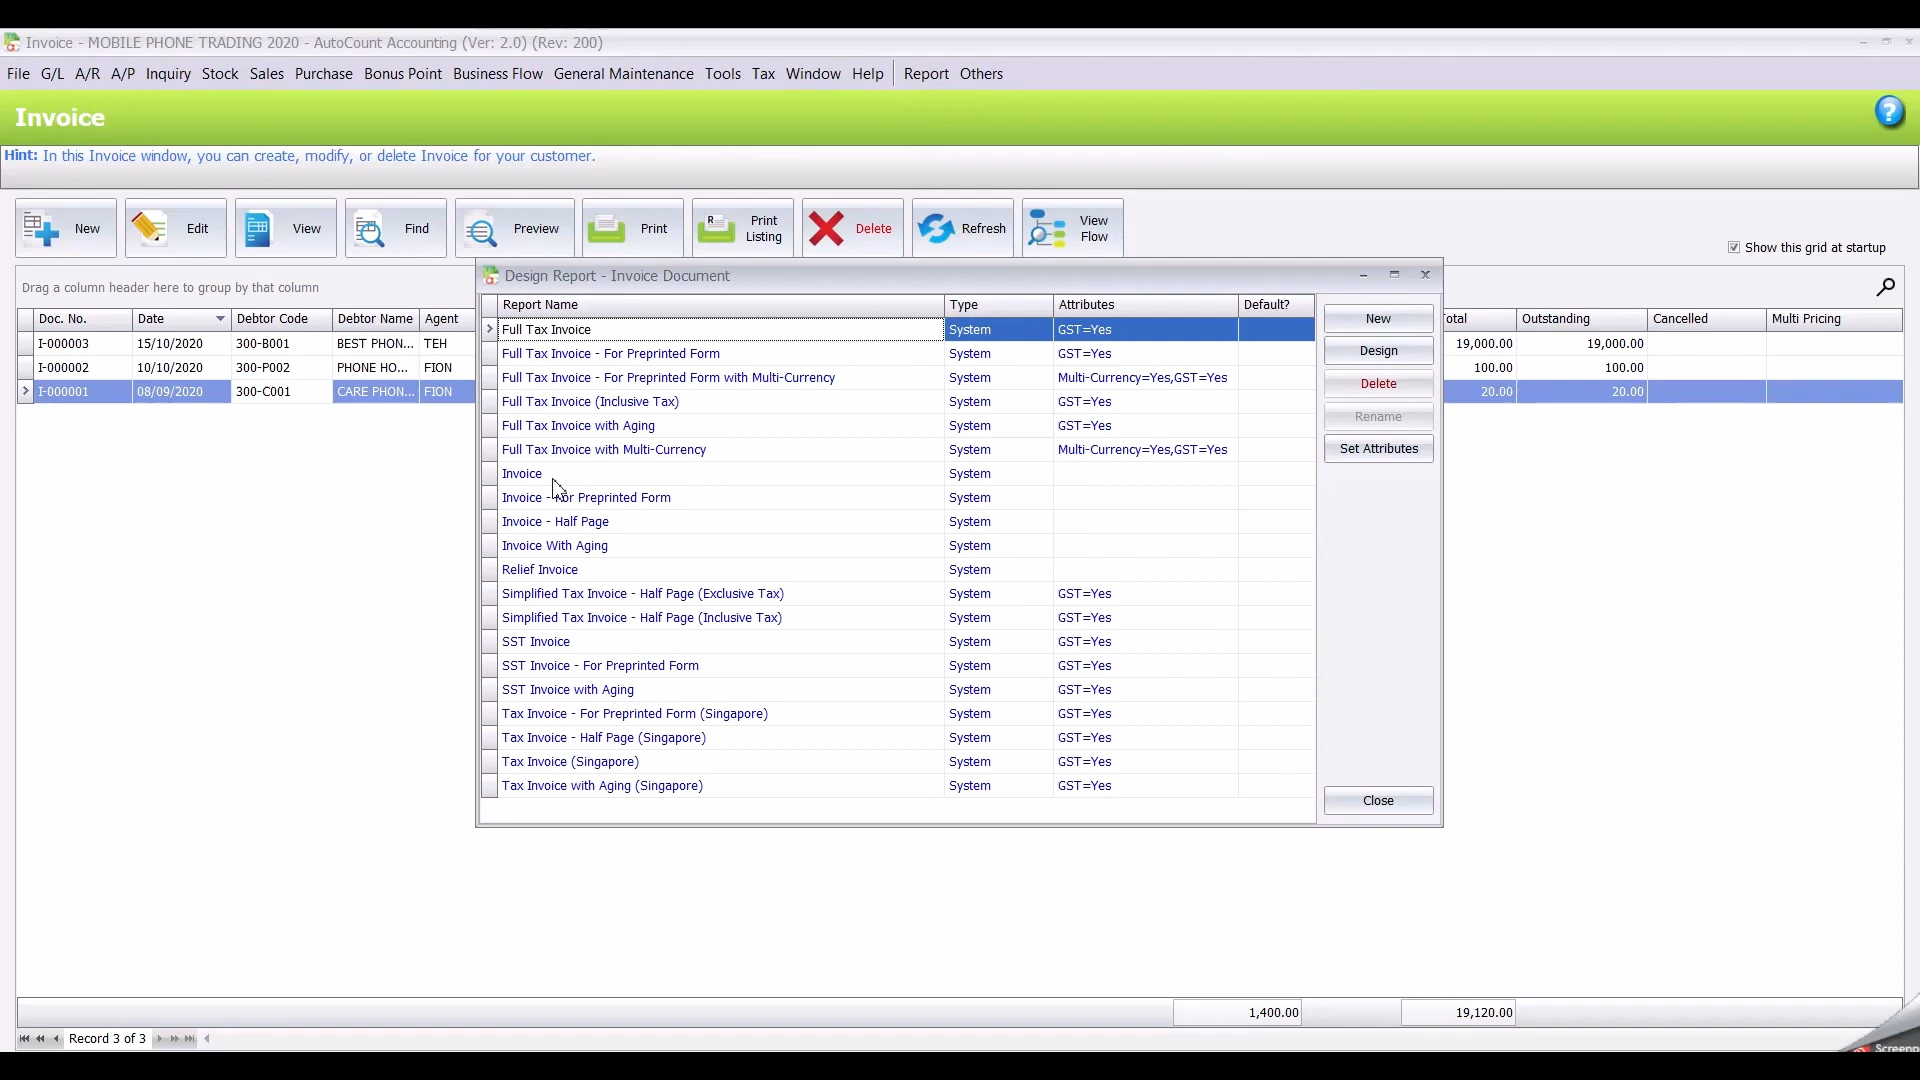 Invoice - MOBILE PHONE TRADING 2020 - AutoCount Accounting (Ver: 2.0) (Rev: 200)
File G/L A/R A/P Inquiry Stock Sales Purchase Bonus Point Business Flow General Maintenance Tools Tax Window Help Report Others
Invoice
Hint: In this Invoice window, you can create, modify, or delete Invoice for your customer.
New Edit View Find Preview Print Print Listing Delete Refresh View Flow
Show this grid at startup
Design Report - Invoice Document
Drag a column header here to group by that column
Doc. No. Date Debtor Code Debtor Name Agent Outstanding Cancelled Multi Pricing
I-000003 15/10/2020 300-B001 BEST PHON... TEH 19,000.00 19,000.00
I-000002 10/10/2020 300-P002 PHONE HO... FION 100.00 100.00
I-000001 08/09/2020 300-C001 CARE PHON... FION 20.00 20.00
Report Name Type Attributes Default?
Full Tax Invoice System GST=Yes
Full Tax Invoice - For Preprinted Form System GST=Yes
Full Tax Invoice - For Preprinted Form with Multi-Currency System Multi-Currency=Yes,GST=Yes
Full Tax Invoice (Inclusive Tax) System GST=Yes
Full Tax Invoice with Aging System GST=Yes
Full Tax Invoice with Multi-Currency System Multi-Currency=Yes,GST=Yes
Invoice System
Invoice - For Preprinted Form System
Invoice - Half Page System
Invoice With Aging System
Relief Invoice System
Simplified Tax Invoice - Half Page (Exclusive Tax) System GST=Yes
Simplified Tax Invoice - Half Page (Inclusive Tax) System GST=Yes
SST Invoice System GST=Yes
SST Invoice - For Preprinted Form System GST=Yes
SST Invoice with Aging System GST=Yes
Tax Invoice - For Preprinted Form (Singapore) System GST=Yes
Tax Invoice - Half Page (Singapore) System GST=Yes
Tax Invoice (Singapore) System GST=Yes
Tax Invoice with Aging (Singapore) System GST=Yes
New
Design
Delete
Rename
Set Attributes
Close
1,400.00 19,120.00
Record 3 of 3